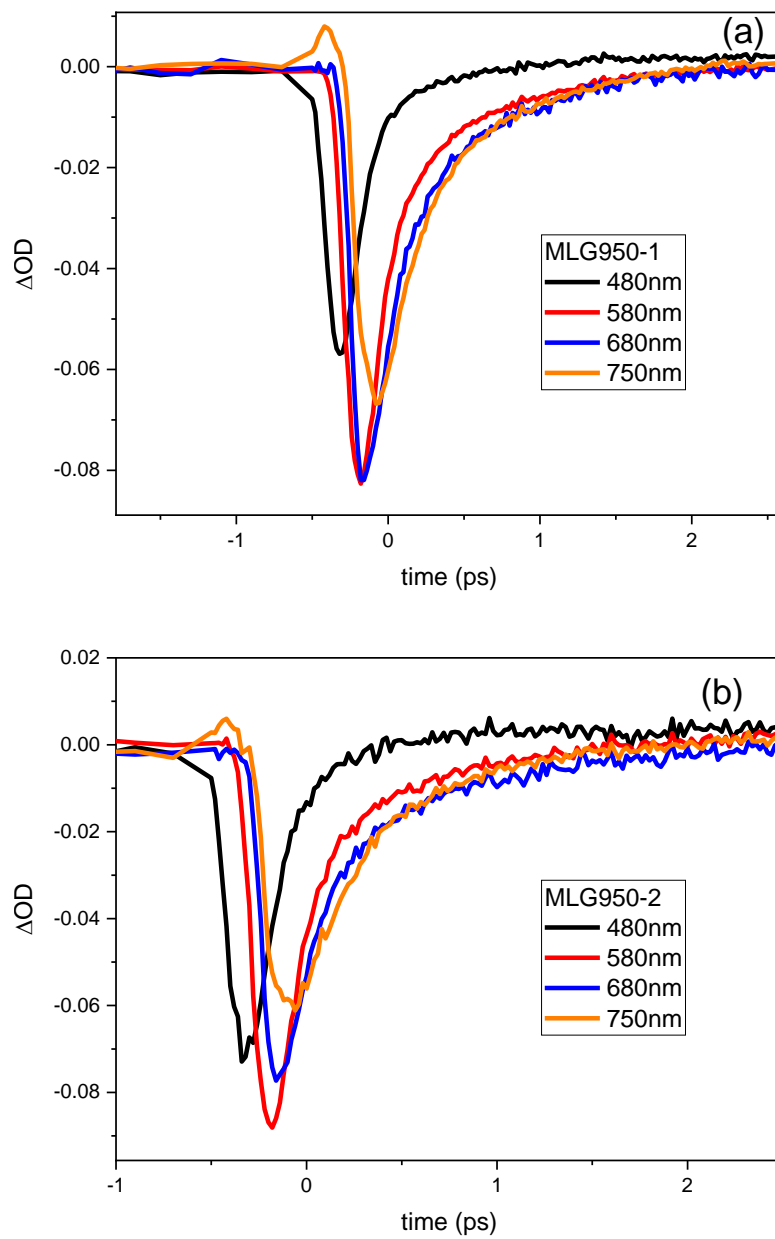 (a)
0.00
-0.02
-0.04
-0.06
-0.08
ΔOD
MLG950-1
480nm
580nm
680nm
750nm
-1 0 1 2
time (ps)
(b)
0.02
0.00
-0.02
-0.04
-0.06
-0.08
ΔOD
MLG950-2
480nm
580nm
680nm
750nm
-1 0 1 2
time (ps)